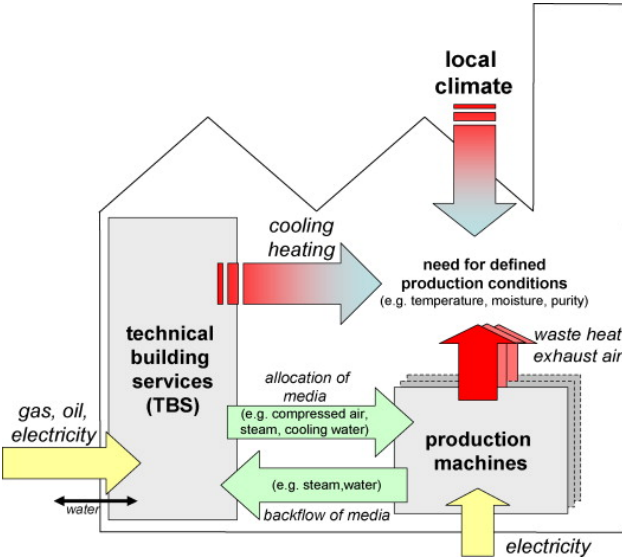 local
climate
cooling
heating
need for defined
production conditions
(e.g. temperature, moisture, purity)
technical
building
services
(TBS)
waste heat
exhaust air
allocation of
media
(e.g. compressed air,
steam, cooling water)
gas, oil,
electricity
production
machines
(e.g. steam,water)
water
backflow of media
electricity